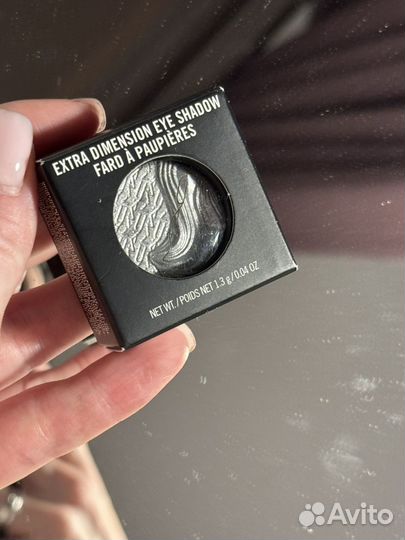 EXTRA DIMENSION EYE SHADOW
FARD À PAUPIÈRES
NET WT./POIDS NET 1.3 g/0.04 OZ
Avito